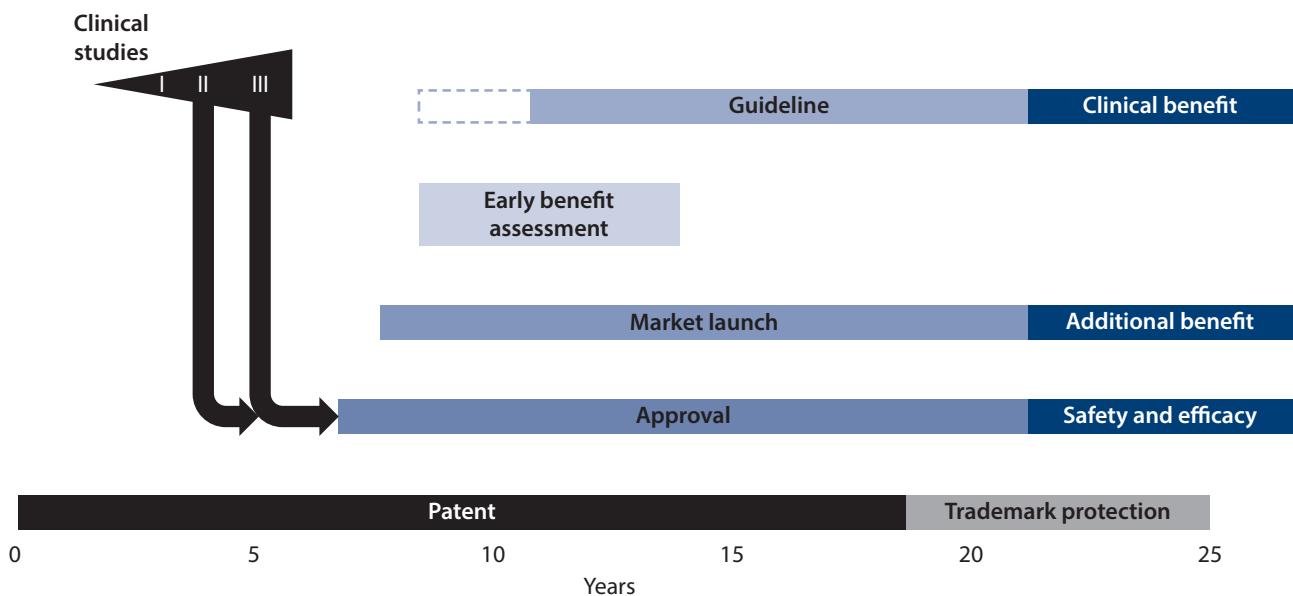 Clinical
studies
I II III
Guideline
Clinical benefit
Early benefit
assessment
Market launch
Additional benefit
Approval
Safety and efficacy
Patent
Trademark protection
0 5 10 15 20 25
Years